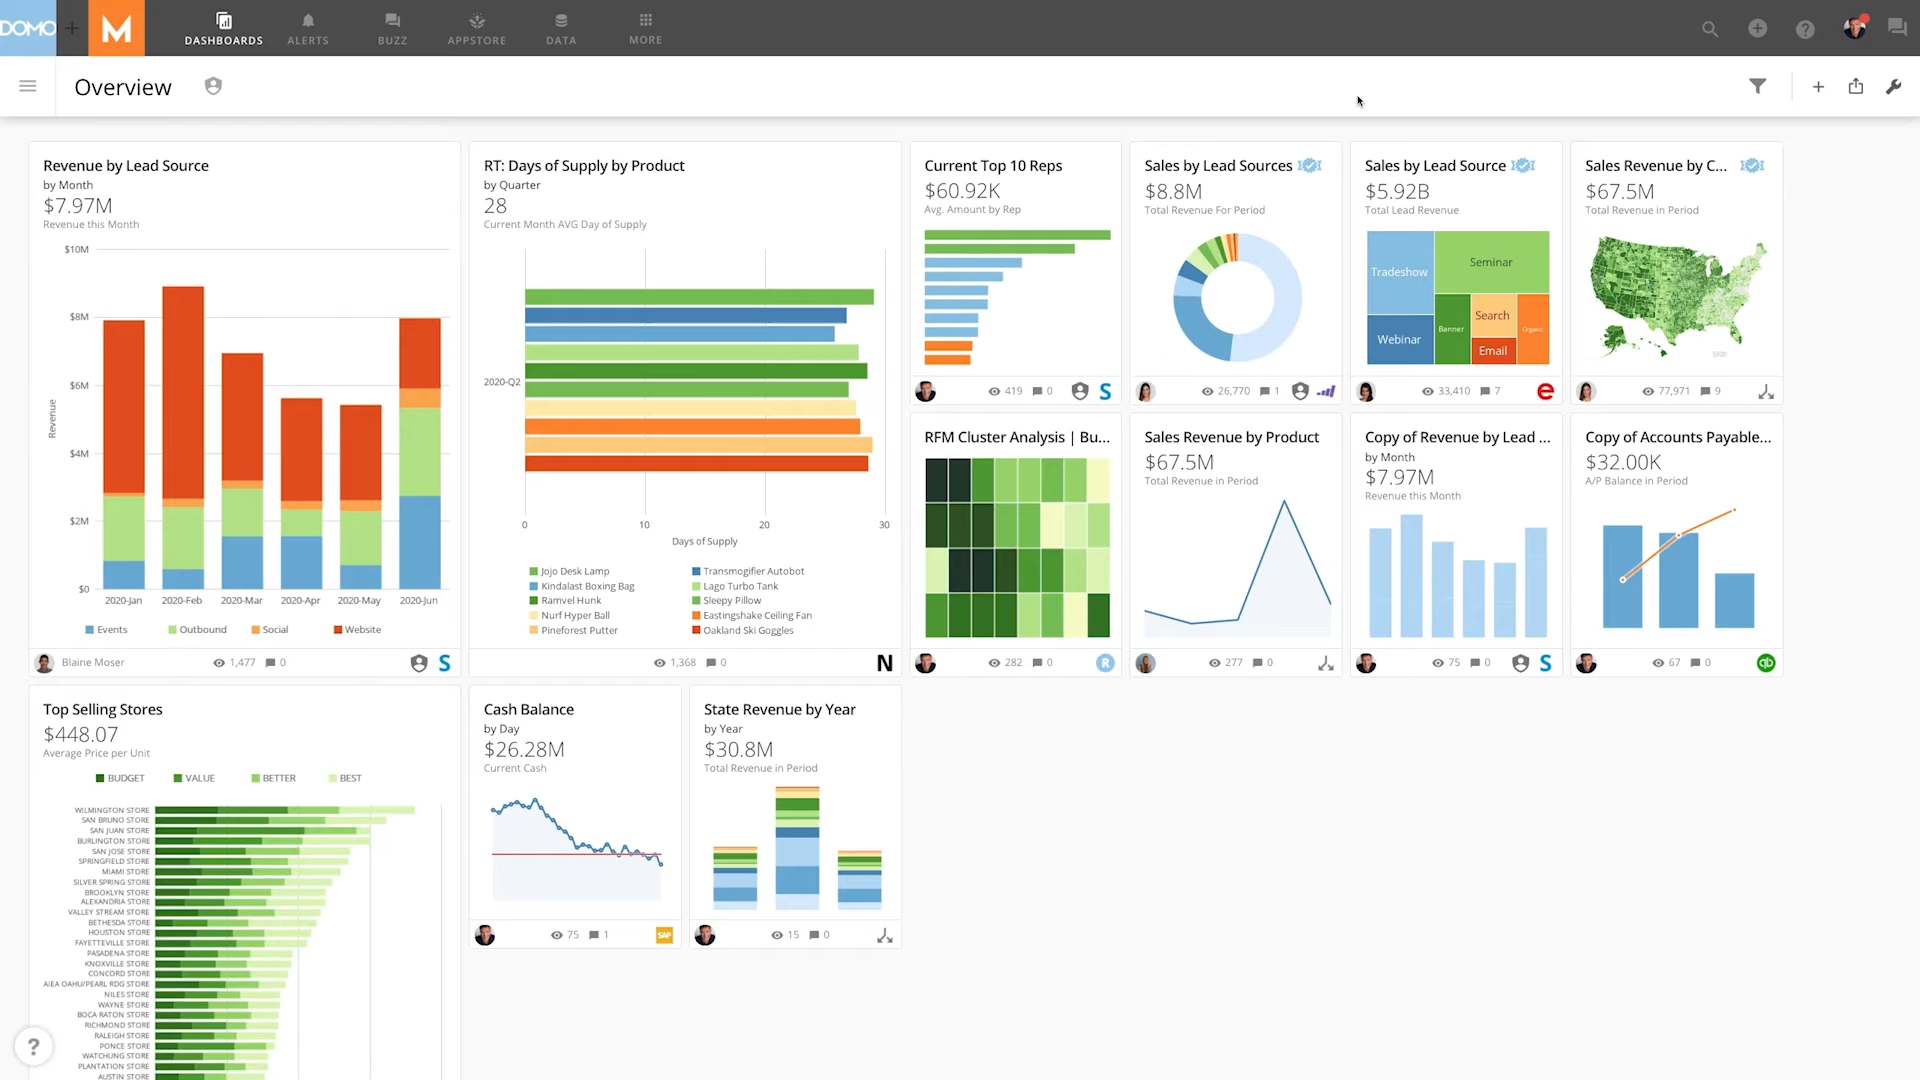 DOMO
M
DASHBOARDS
ALERTS
BUZZ
APPSTORE
DATA
MORE
Overview
Revenue by Lead Source
by Month
$7.97M
Revenue this Month
$10M
$8M
$6M
$4M
$2M
$0
Revenue
2020-Jan 2020-Feb 2020-Mar 2020-Apr 2020-May 2020-Jun
Events Outbound Social Website
Blaine Moser 1,477 0 S
RT: Days of Supply by Product
by Quarter
28
Current Month AVG Day of Supply
2020-Q2
0 10 20 30
Days of Supply
Jojo Desk Lamp Transmogifier Autobot
Kindalast Boxing Bag Lago Turbo Tank
Ramvel Hunk Sleepy Pillow
Nurf Hyper Ball Eastingshake Ceiling Fan
Pineforest Putter Oakland Ski Goggles
1,368 0 N
Current Top 10 Reps
$60.92K
Avg. Amount by Rep
419 0 S
Sales by Lead Sources
$8.8M
Total Revenue For Period
26,770 1
Sales by Lead Source
$5.92B
Total Lead Revenue
Tradeshow
Seminar
Webinar
Banner
Search
Email
Organic
33,410 7 e
Sales Revenue by C...
$67.5M
Total Revenue in Period
77,971 9
RFM Cluster Analysis | Bu...
282 0 R
Sales Revenue by Product
$67.5M
Total Revenue in Period
277 0
Copy of Revenue by Lead ...
by Month
$7.97M
Revenue this Month
75 0 S
Copy of Accounts Payable...
$32.00K
A/P Balance in Period
67 0 qb
Top Selling Stores
$448.07
Average Price per Unit
BUDGET VALUE BETTER BEST
WILMINGTON STORE
SAN BRUNO STORE
SAN JUAN STORE
BURLINGTON STORE
SAN JOSE STORE
SPRINGFIELD STORE
MIAMI STORE
SILVER SPRING STORE
BROOKLYN STORE
ALEXANDRIA STORE
VALLEY STREAM STORE
BETHESDA STORE
HOUSTON STORE
FAYETTEVILLE STORE
PASADENA STORE
KNOXVILLE STORE
CONCORD STORE
AIEA OAHU/PEARL RDG STORE
NILES STORE
WAYNE STORE
BOCA RATON STORE
RICHMOND STORE
RALEIGH STORE
PONCE STORE
WATCHUNG STORE
PLANTATION STORE
AUSTIN STORE
?
Cash Balance
by Day
$26.28M
Current Cash
75 1 SAP
State Revenue by Year
by Year
$30.8M
Total Revenue in Period
15 0